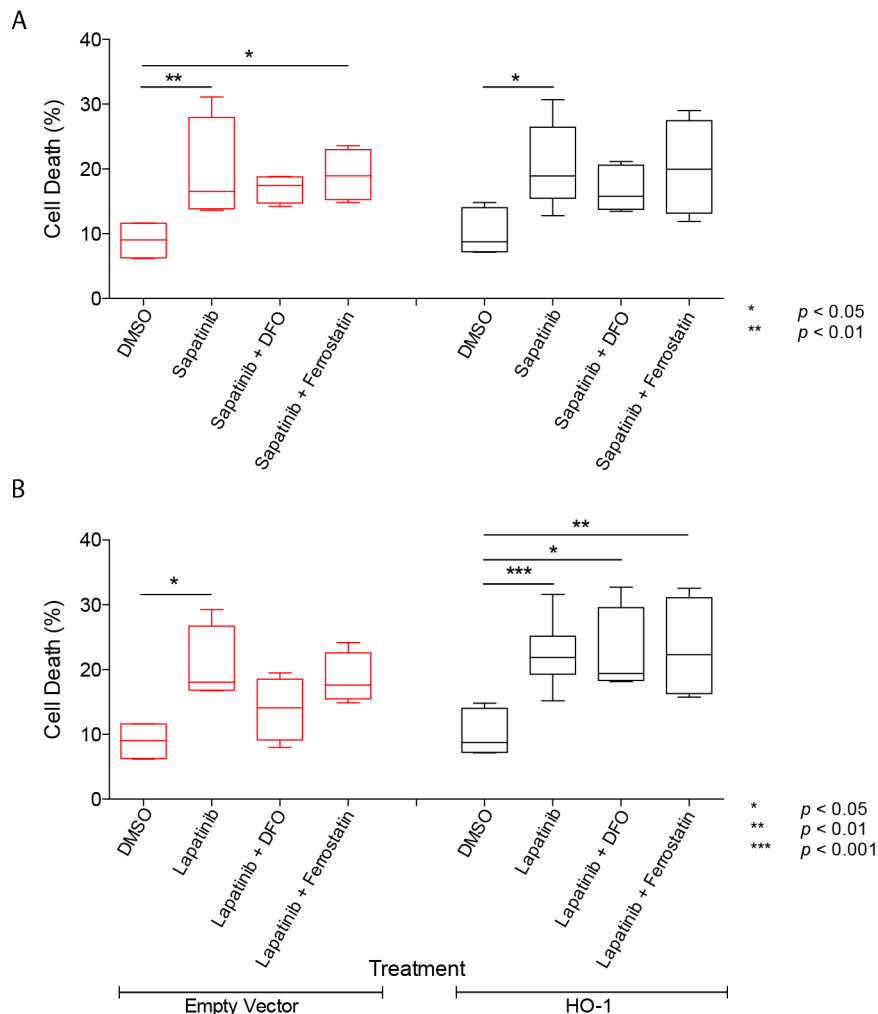 A
40
30
20
10
0
Cell Death (%)
*
**
*
DMSO
Sapatinib
Sapatinib + DFO
Sapatinib + Ferrostatin
DMSO
Sapatinib
Sapatinib + DFO
Sapatinib + Ferrostatin
* p < 0.05
** p < 0.01
B
40
30
20
10
0
Cell Death (%)
*
**
*
***
DMSO
Lapatinib
Lapatinib + DFO
Lapatinib + Ferrostatin
DMSO
Lapatinib
Lapatinib + DFO
Lapatinib + Ferrostatin
* p < 0.05
** p < 0.01
*** p < 0.001
Treatment
Empty Vector
HO-1